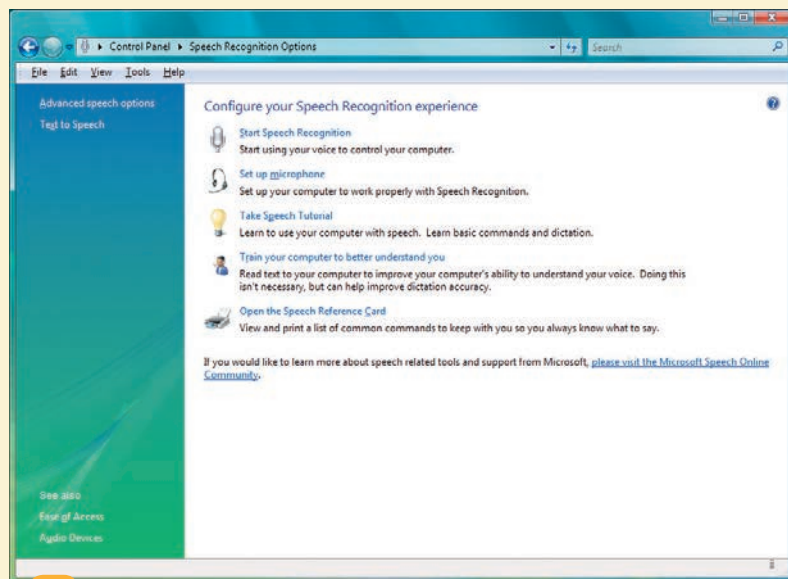 Control Panel Speech Recognition Options
Search
File Edit View Tools Help
Advanced speech options
Text to Speech
Configure your Speech Recognition experience
Start Speech Recognition
Start using your voice to control your computer.
Set up microphone
Set up your computer to work properly with Speech Recognition.
Take Speech Tutorial
Learn to use your computer with speech. Learn basic commands and dictation.
Train your computer to better understand you
Read text to your computer to improve your computer's ability to understand your voice. Doing this
isn't necessary, but can help improve dictation accuracy.
Open the Speech Reference Card
View and print a list of common commands to keep with you so you always know what to say.
If you would like to learn more about speech related tools and support from Microsoft, please visit the Microsoft Speech Online
Community.
See also
Ease of Access
Audio Devices